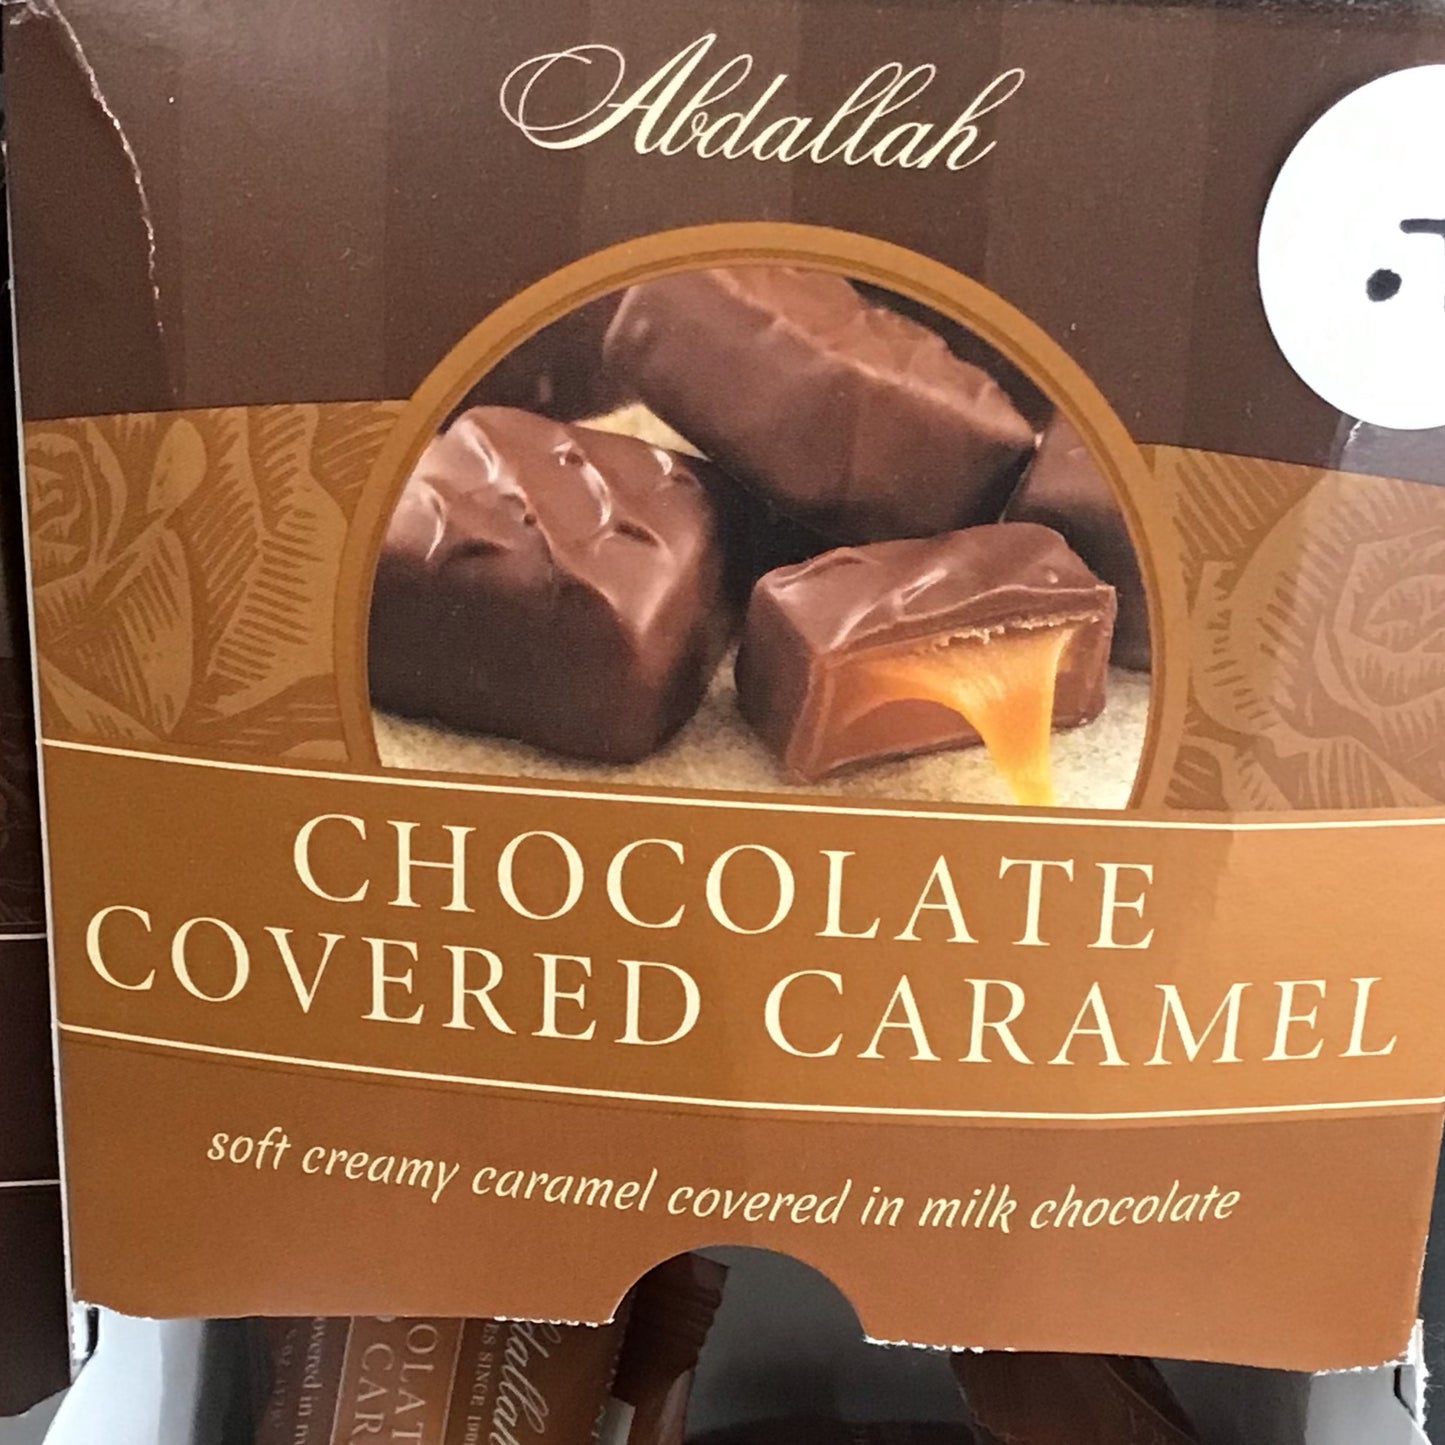 Abdallah
CHOCOLATE
COVERED CARAMEL
soft creamy caramel covered in milk chocolate